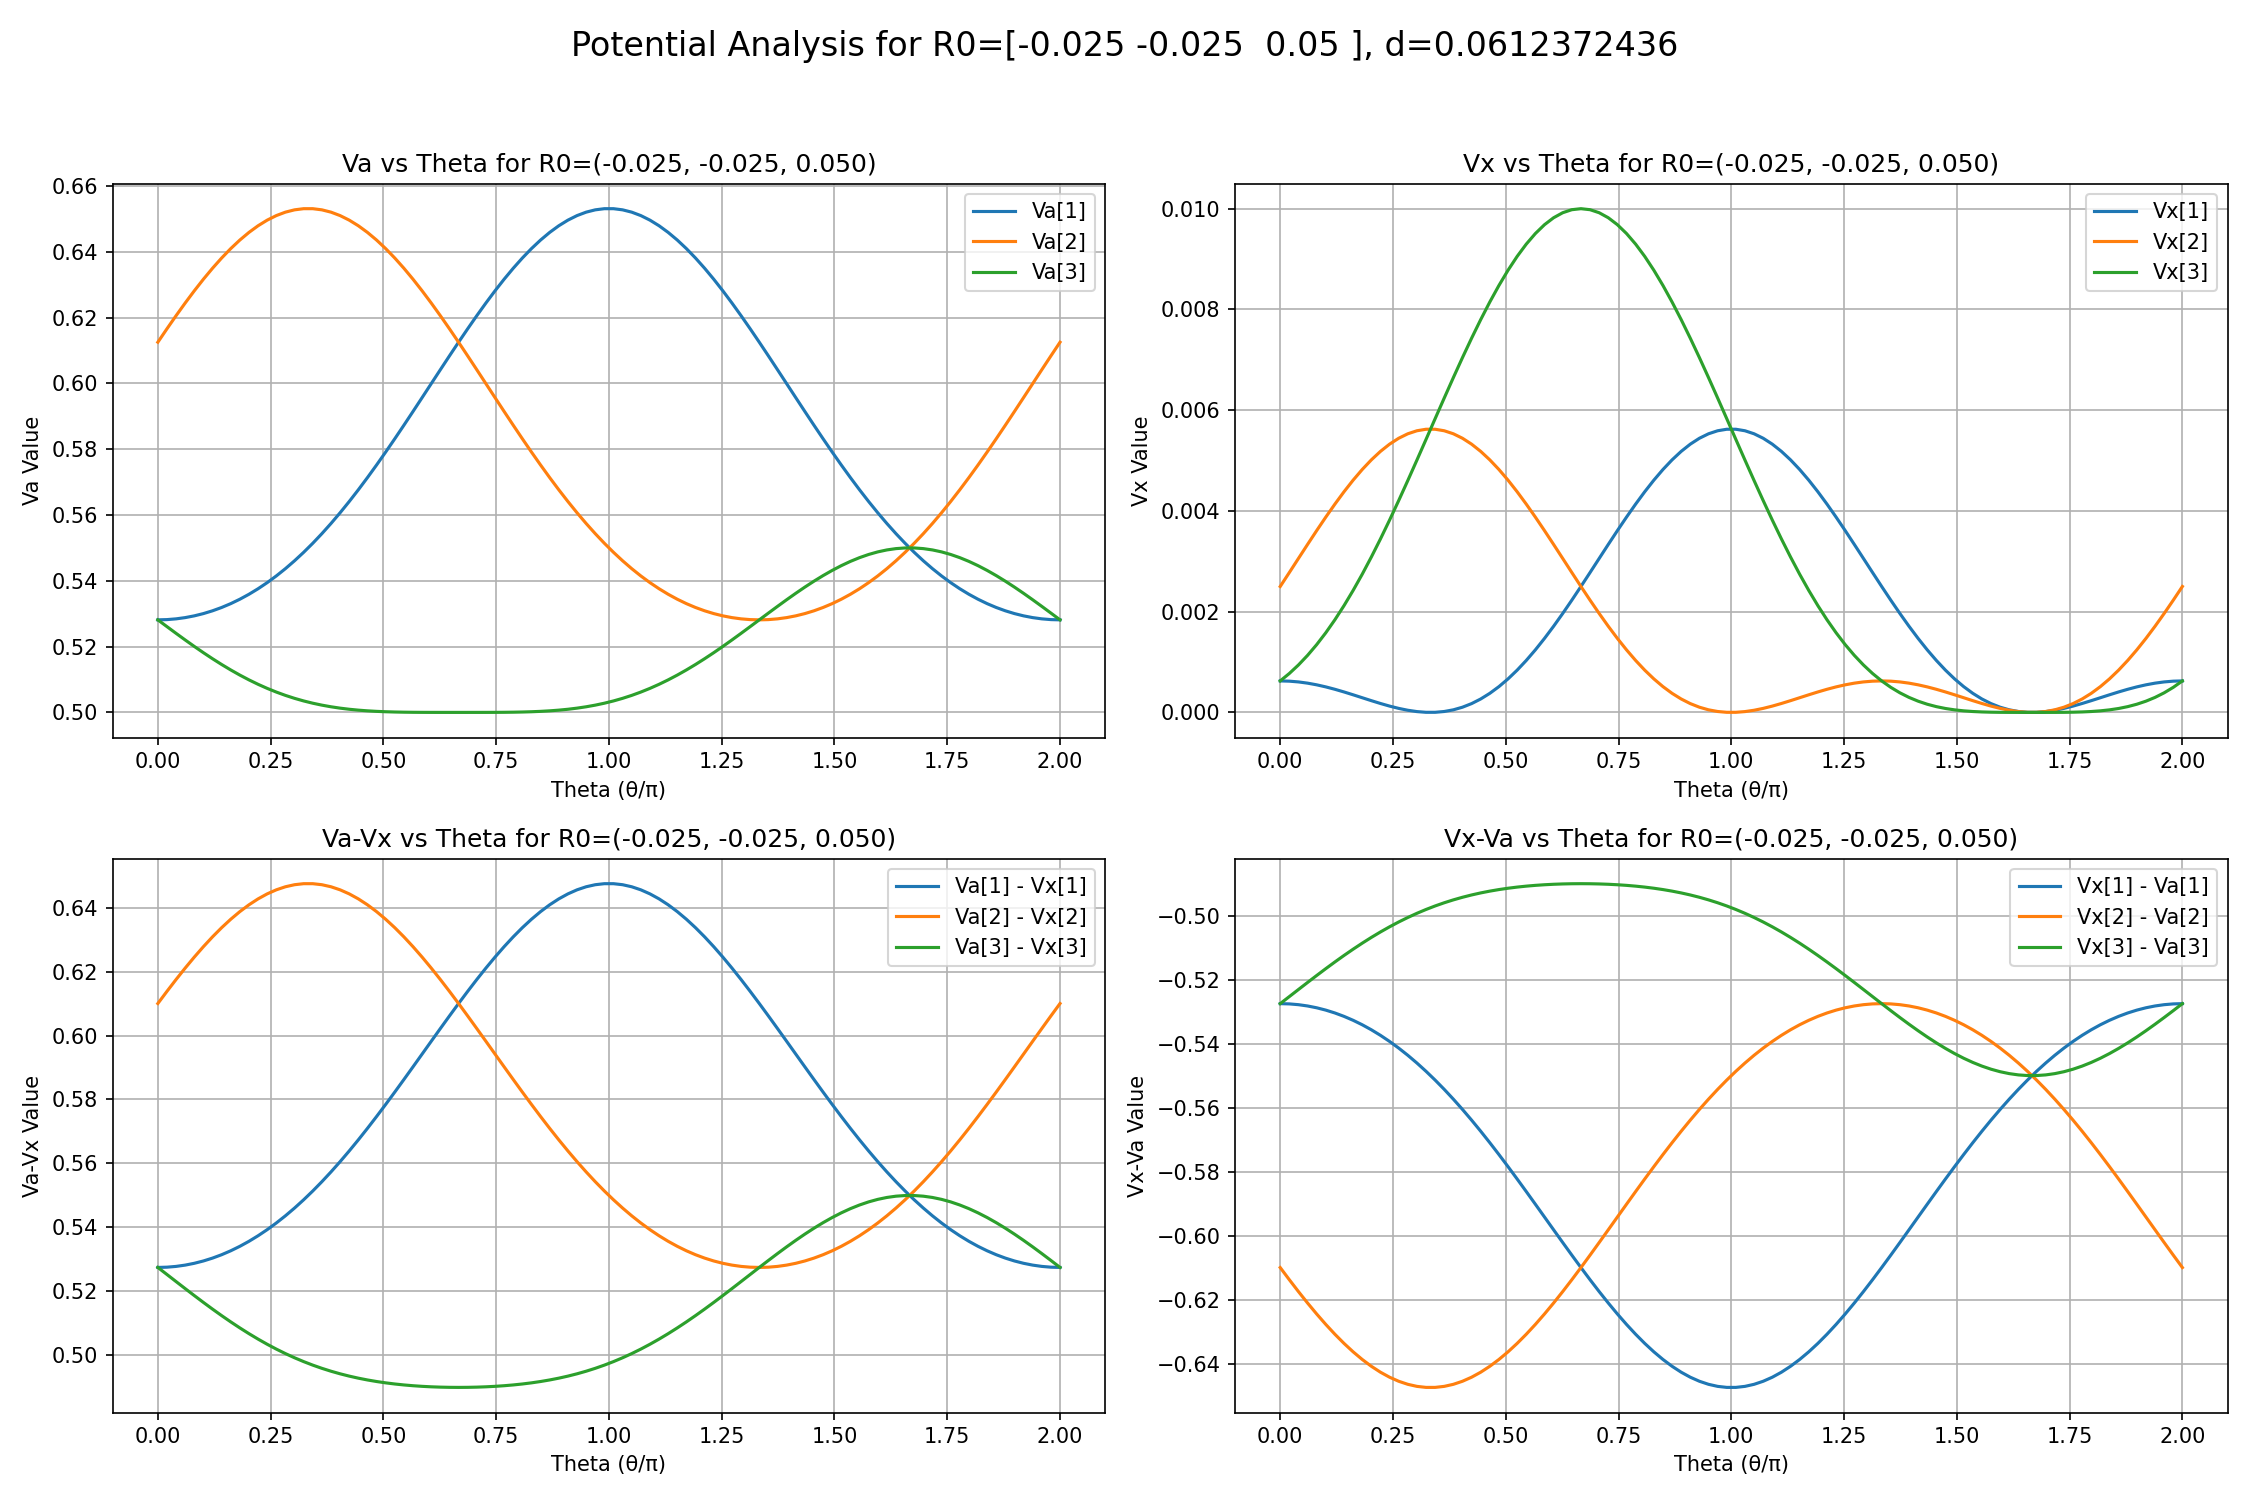 Potential Analysis for R0=[-0.025 -0.025  0.05 ], d=0.0612372436
Va vs Theta for R0=(-0.025, -0.025, 0.050)
Va Value
0.66
0.64
0.62
0.60
0.58
0.56
0.54
0.52
0.50
Va[1]
Va[2]
Va[3]
0.00 0.25 0.50 0.75 1.00 1.25 1.50 1.75 2.00
Theta (θ/π)
Vx vs Theta for R0=(-0.025, -0.025, 0.050)
Vx Value
0.010
0.008
0.006
0.004
0.002
0.000
Vx[1]
Vx[2]
Vx[3]
0.00 0.25 0.50 0.75 1.00 1.25 1.50 1.75 2.00
Theta (θ/π)
Va-Vx vs Theta for R0=(-0.025, -0.025, 0.050)
Va-Vx Value
0.64
0.62
0.60
0.58
0.56
0.54
0.52
0.50
Va[1] - Vx[1]
Va[2] - Vx[2]
Va[3] - Vx[3]
0.00 0.25 0.50 0.75 1.00 1.25 1.50 1.75 2.00
Theta (θ/π)
Vx-Va vs Theta for R0=(-0.025, -0.025, 0.050)
Vx-Va Value
−0.50
−0.52
−0.54
−0.56
−0.58
−0.60
−0.62
−0.64
Vx[1] - Va[1]
Vx[2] - Va[2]
Vx[3] - Va[3]
0.00 0.25 0.50 0.75 1.00 1.25 1.50 1.75 2.00
Theta (θ/π)